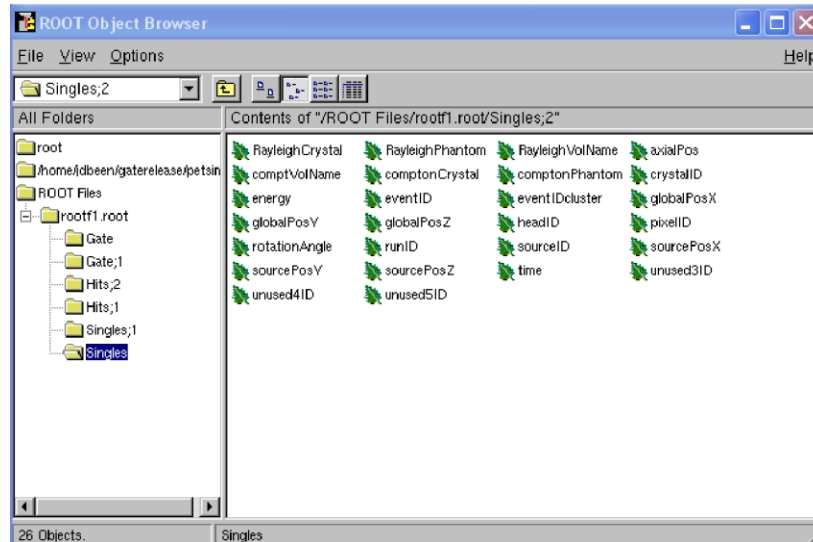 ROOT Object Browser
File View Options Help
Singles;2
All Folders
Contents of "/ROOT Files/rootf1.root/Singles;2"
root
/home/jdbeen/gaterelease/petsin
ROOT Files
rootf1.root
Gate
Gate;1
Hits;2
Hits;1
Singles;1
Singles
RayleighCrystal RayleighPhantom RayleighVolName axialPos
comptVolName comptonCrystal comptonPhantom crystalID
energy eventID eventIDcluster globalPosX
globalPosY globalPosZ headID pixelID
rotationAngle runID sourceID sourcePosX
sourcePosY sourcePosZ time unused3ID
unused4ID unused5ID
26 Objects. Singles